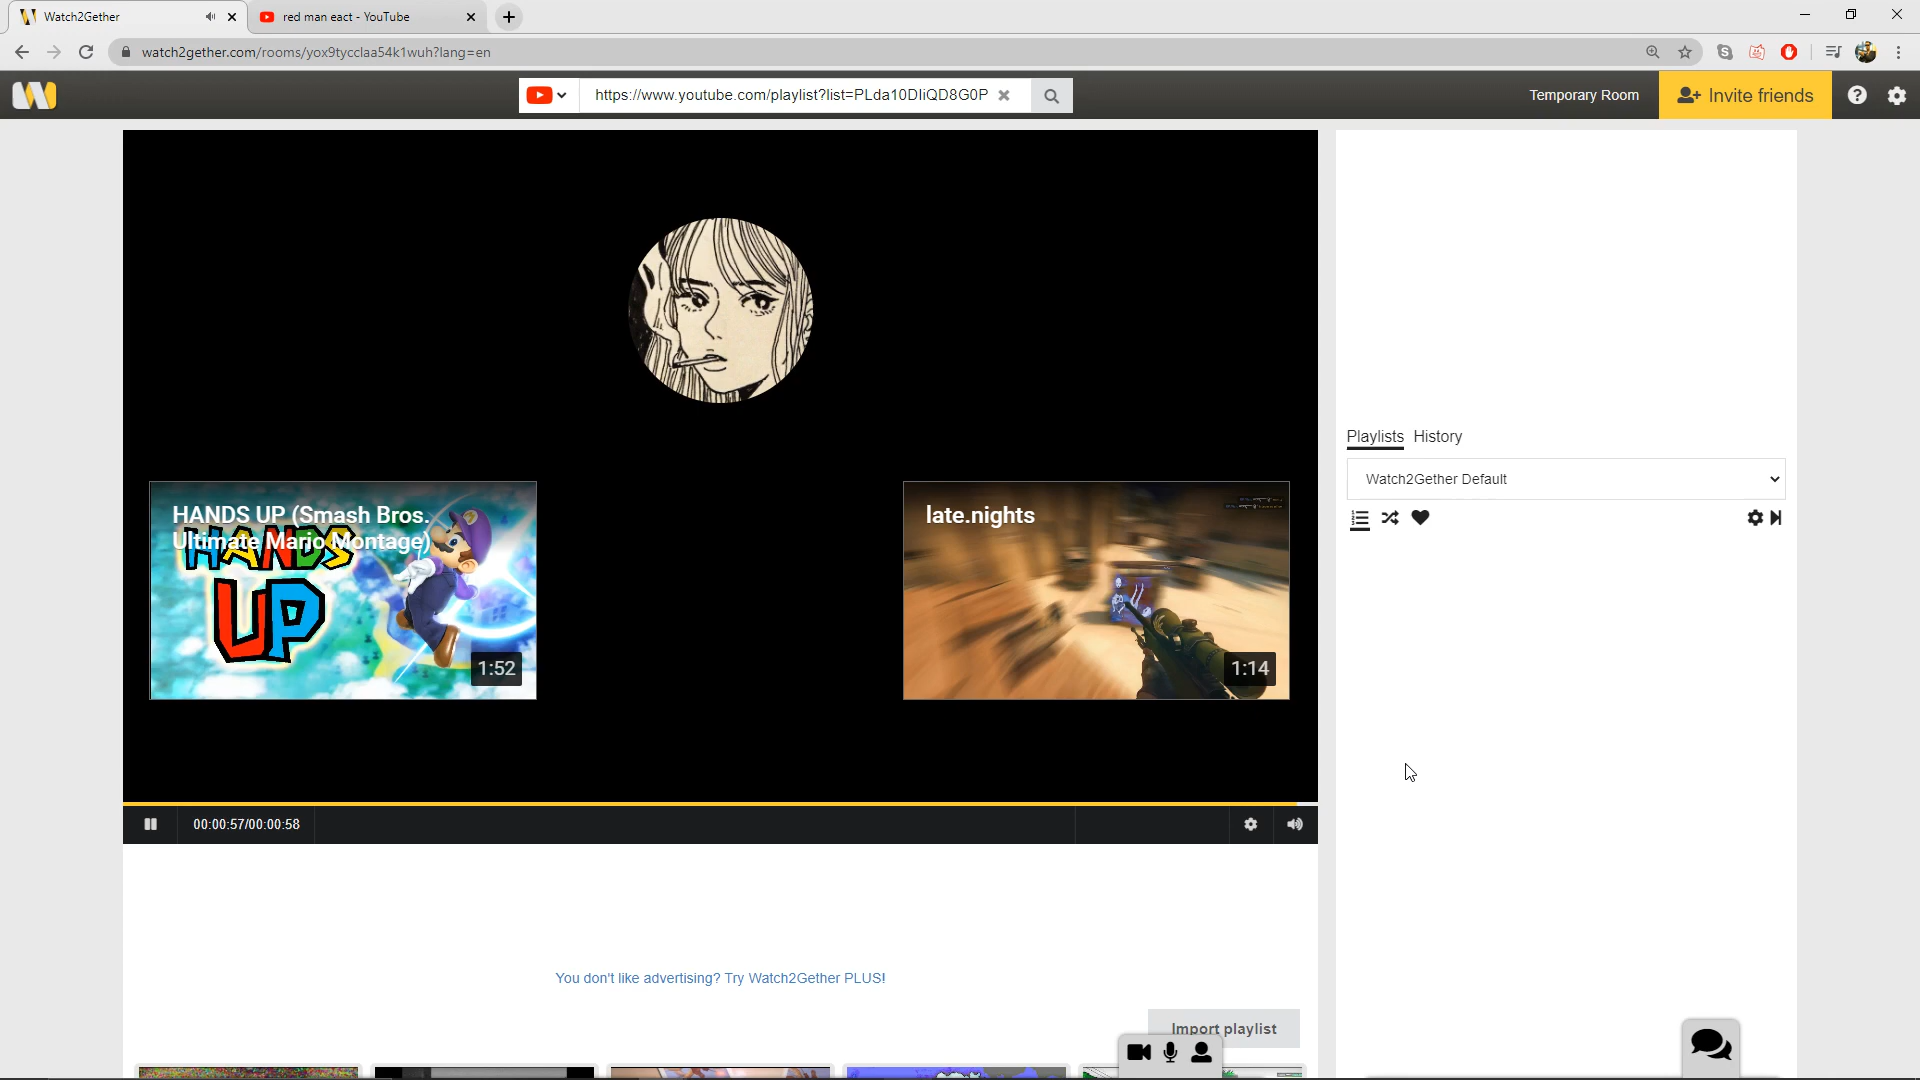 Watch2Gether
red man eact - YouTube
watch2gether.com/rooms/yox9tycclaa54k1wuh?lang=en
https://www.youtube.com/playlist?list=PLda10DIiQD8G0P
Temporary Room
Invite friends
HANDS UP (Smash Bros.
Ultimate Mario Montage)
HANDS
UP
1:52
late.nights
1:14
Playlists History
Watch2Gether Default
00:00:57/00:00:58
You don't like advertising? Try Watch2Gether PLUS!
Import playlist